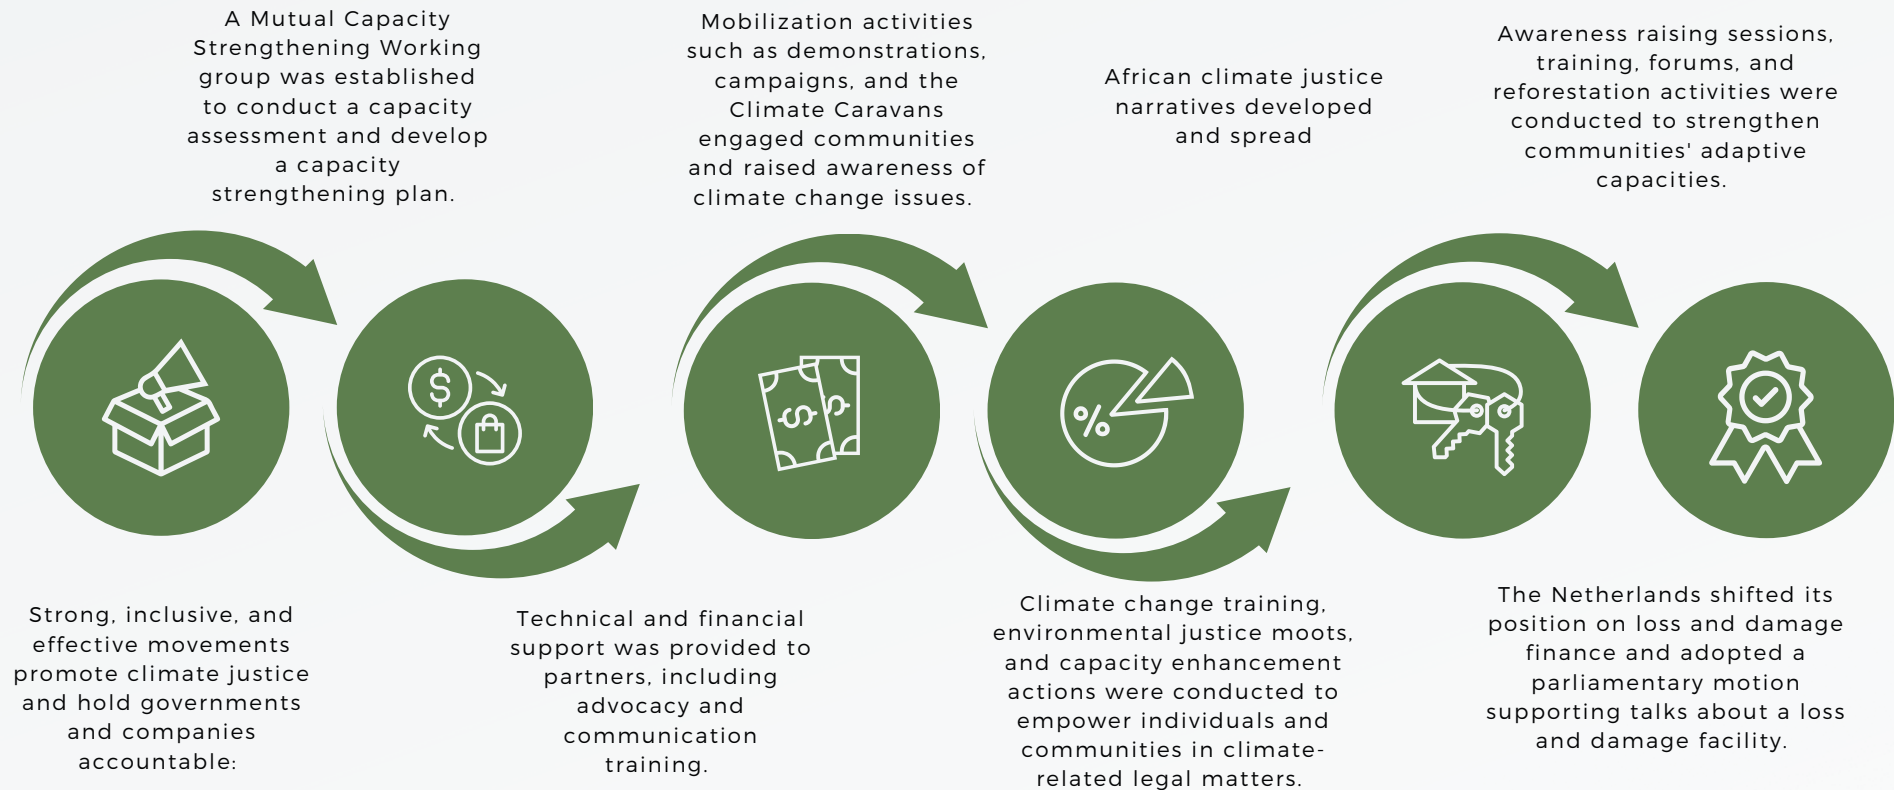 A Mutual Capacity
Strengthening Working
group was established
to conduct a capacity
assessment and develop
a capacity
strengthening plan.
Mobilization activities
such as demonstrations,
campaigns, and the
Climate Caravans
engaged communities
and raised awareness of
climate change issues.
African climate justice
narratives developed
and spread
Awareness raising sessions,
training, forums, and
reforestation activities were
conducted to strengthen
communities' adaptive
capacities.
$
$
$
%
Strong, inclusive, and
effective movements
promote climate justice
and hold governments
and companies
accountable:
Technical and financial
support was provided to
partners, including
advocacy and
communication
training.
Climate change training,
environmental justice moots,
and capacity enhancement
actions were conducted to
empower individuals and
communities in climate-
related legal matters.
The Netherlands shifted its
position on loss and damage
finance and adopted a
parliamentary motion
supporting talks about a loss
and damage facility.